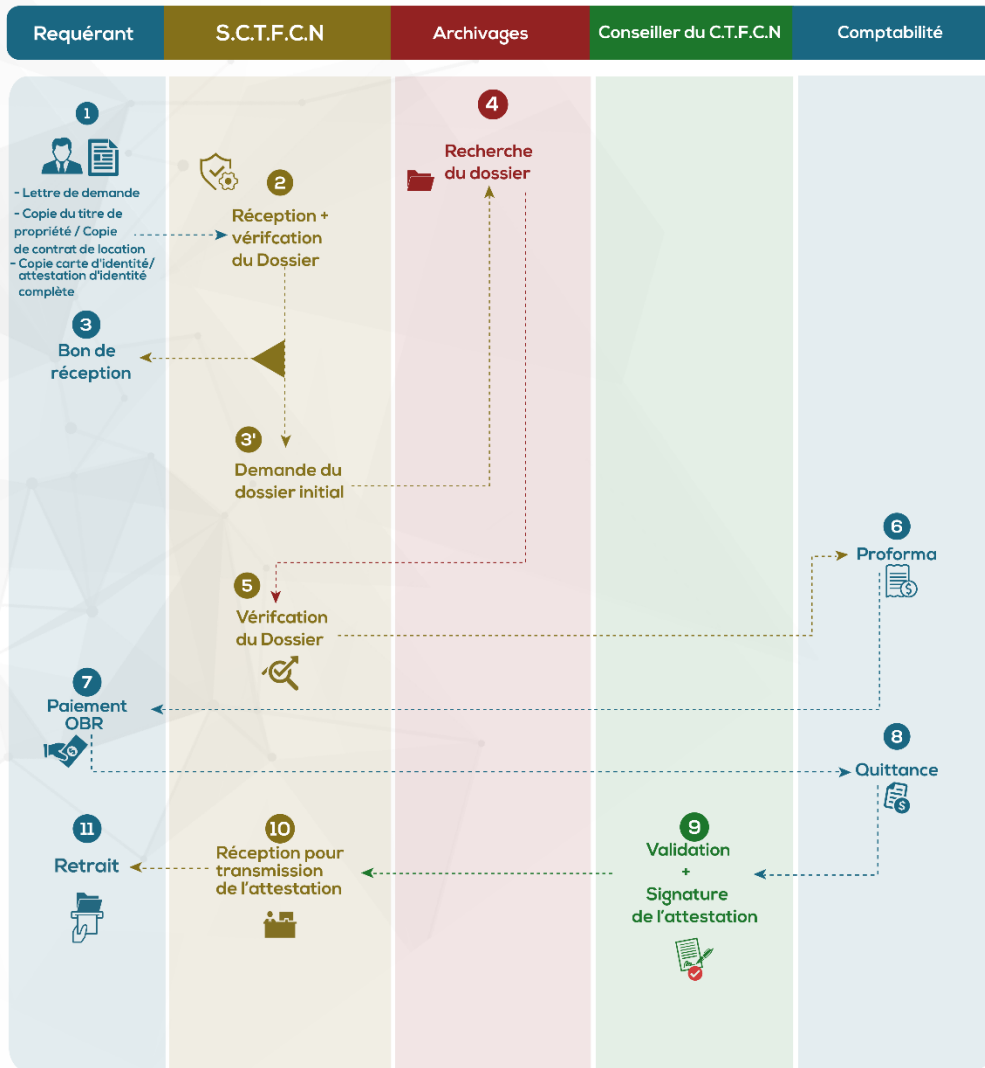 Requérant
S.C.T.F.C.N
Archivages
Conseiller du C.T.F.C.N
Comptabilité
1
- Lettre de demande
- Copie du titre de
propriété / Copie
de contrat de location
- Copie carte d'identité/
attestation d'identité
complète
2
Réception +
vérifcation
du Dossier
3
Bon de
réception
3'
Demande du
dossier initial
4
Recherche
du dossier
5
Vérifcation
du Dossier
6
Proforma
7
Paiement
OBR
8
Quittance
9
Validation
+
Signature
de l'attestation
10
Réception pour
transmission
de l'attestation
11
Retrait